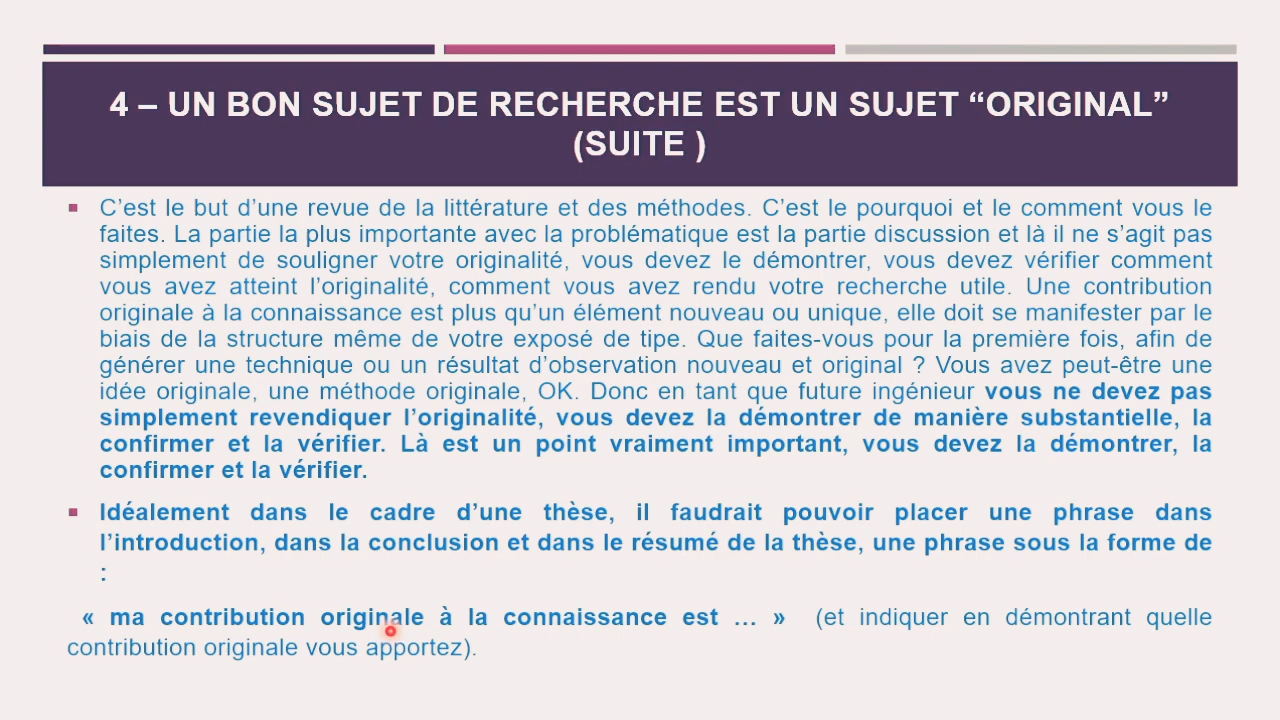 4 – UN BON SUJET DE RECHERCHE EST UN SUJET “ORIGINAL”
(SUITE )
C’est le but d’une revue de la littérature et des méthodes. C’est le pourquoi et le comment vous le
faites. La partie la plus importante avec la problématique est la partie discussion et là il ne s’agit pas
simplement de souligner votre originalité, vous devez le démontrer, vous devez vérifier comment
vous avez atteint l’originalité, comment vous avez rendu votre recherche utile. Une contribution
originale à la connaissance est plus qu’un élément nouveau ou unique, elle doit se manifester par le
biais de la structure même de votre exposé de tipe. Que faites-vous pour la première fois, afin de
générer une technique ou un résultat d’observation nouveau et original ? Vous avez peut-être une
idée originale, une méthode originale, OK. Donc en tant que future ingénieur vous ne devez pas
simplement revendiquer l’originalité, vous devez la démontrer de manière substantielle, la
confirmer et la vérifier. Là est un point vraiment important, vous devez la démontrer, la
confirmer et la vérifier.
Idéalement dans le cadre d’une thèse, il faudrait pouvoir placer une phrase dans
l’introduction, dans la conclusion et dans le résumé de la thèse, une phrase sous la forme de
:
« ma contribution originale à la connaissance est … » (et indiquer en démontrant quelle
contribution originale vous apportez).